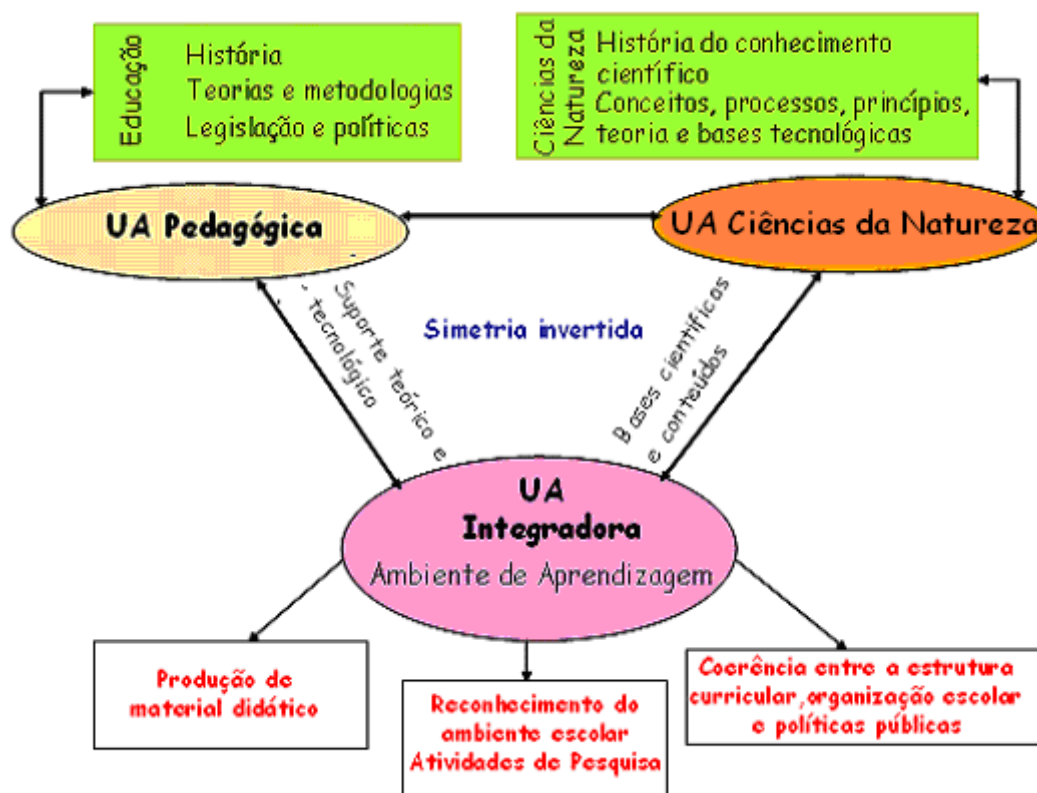 Educação
História
Teorias e metodologias
Legislação e políticas
Ciências da
Natureza
História do conhecimento
científico
Conceitos, processos, princípios,
teoria e bases tecnológicas
UA Pedagógica
UA Ciências da Natureza
Suporte teórico e
tecnológico
Simetria invertida
Bases científicas
e conteúdos
UA
Integradora
Ambiente de Aprendizagem
Produção de
material didático
Reconhecimento do
ambiente escolar
Atividades de Pesquisa
Coerência entre a estrutura
curricular, organização escolar
e políticas públicas